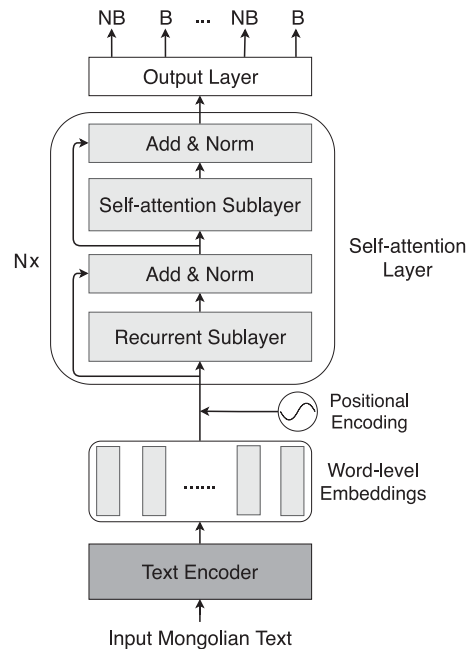 NB B ... NB B
Output Layer
Add & Norm
Self-attention Sublayer
Self-attention
Layer
Nx
Add & Norm
Recurrent Sublayer
Positional
Encoding
Word-level
Embeddings
......
Text Encoder
Input Mongolian Text